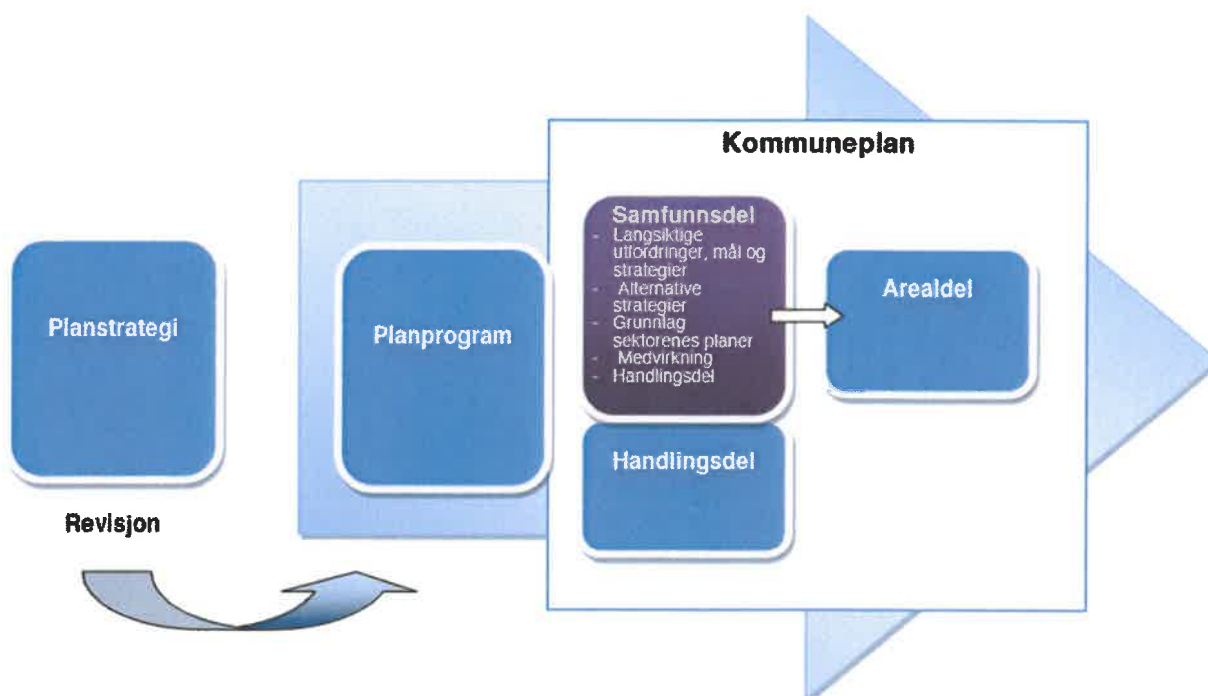 Kommuneplan
Planstrategi
Revisjon
Planprogram
Samfunnsdel
- Langsiktige
utfordringer, mål og
strategier
- Alternative
strategier
- Grunnlag
sektorenes planer
- Medvirkning
- Handlingsdel
Handlingsdel
Arealdel